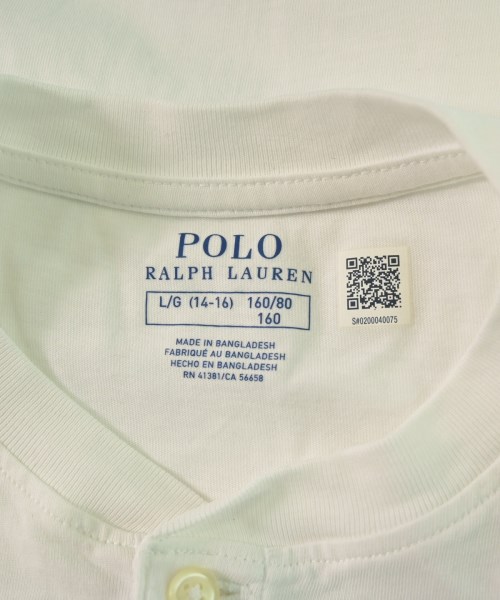 POLO
RALPH LAUREN
L/G (14-16) 160/80
160
MADE IN BANGLADESH
FABRIQUÉ AU BANGLADESH
HECHO EN BANGLADESH
RN 41381/CA 56658
S#0200040075